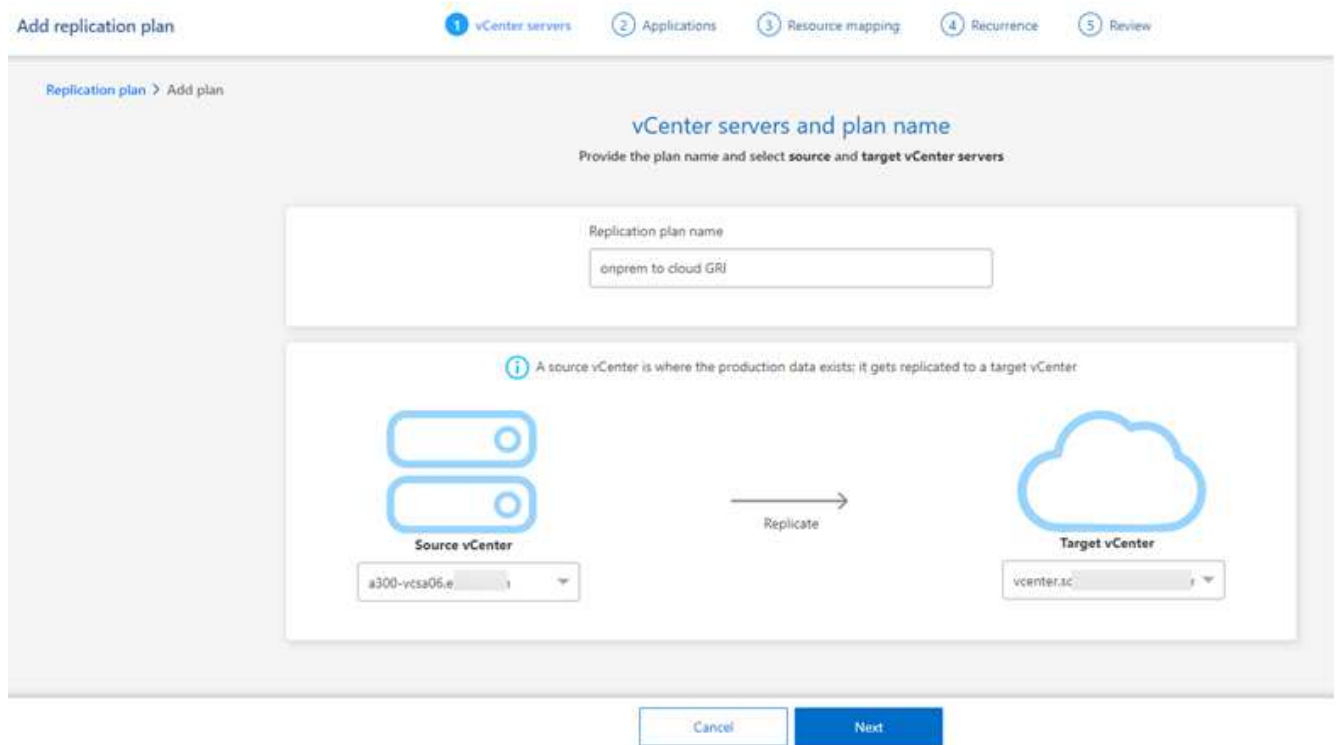 Add replication plan
1 vCenter servers
2 Applications
3 Resource mapping
4 Recurrence
5 Review
Replication plan > Add plan
vCenter servers and plan name
Provide the plan name and select source and target vCenter servers
Replication plan name
onprem to cloud GRI
A source vCenter is where the production data exists; it gets replicated to a target vCenter
Replicate
Source vCenter
a300-vcsa06.e
Target vCenter
vcenter.sc
Cancel
Next